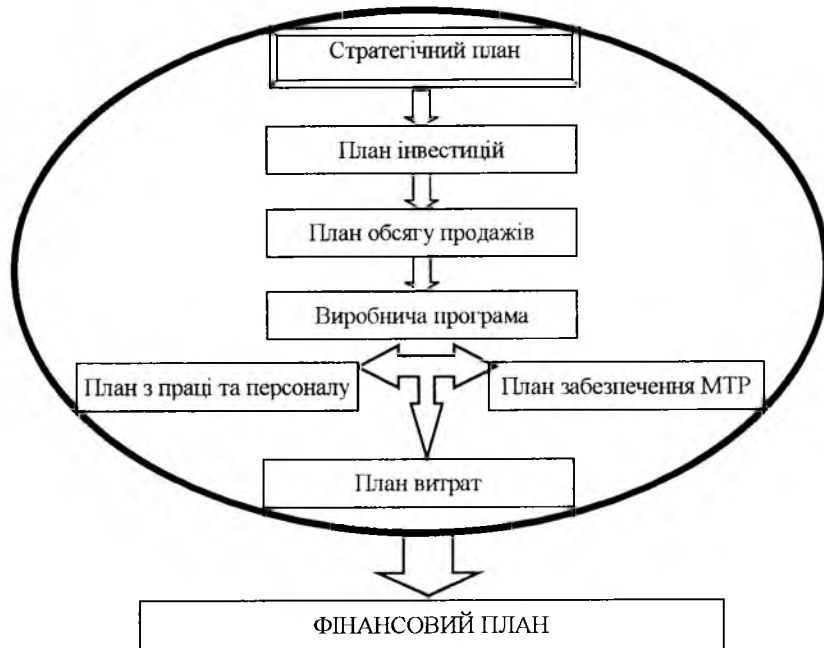 Стратегічний план
План інвестицій
План обсягу продажів
Виробнича програма
План з праці та персоналу
План забезпечення МТР
План витрат
ФІНАНСОВИЙ ПЛАН